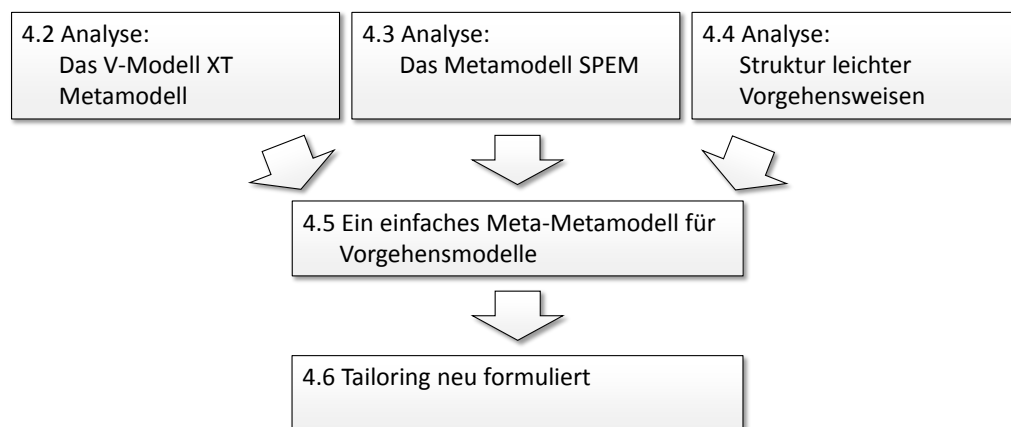 4.2 Analyse:
Das V-Modell XT
Metamodell
4.3 Analyse:
Das Metamodell SPEM
4.4 Analyse:
Struktur leichter
Vorgehensweisen
4.5 Ein einfaches Meta-Metamodell für
Vorgehensmodelle
4.6 Tailoring neu formuliert